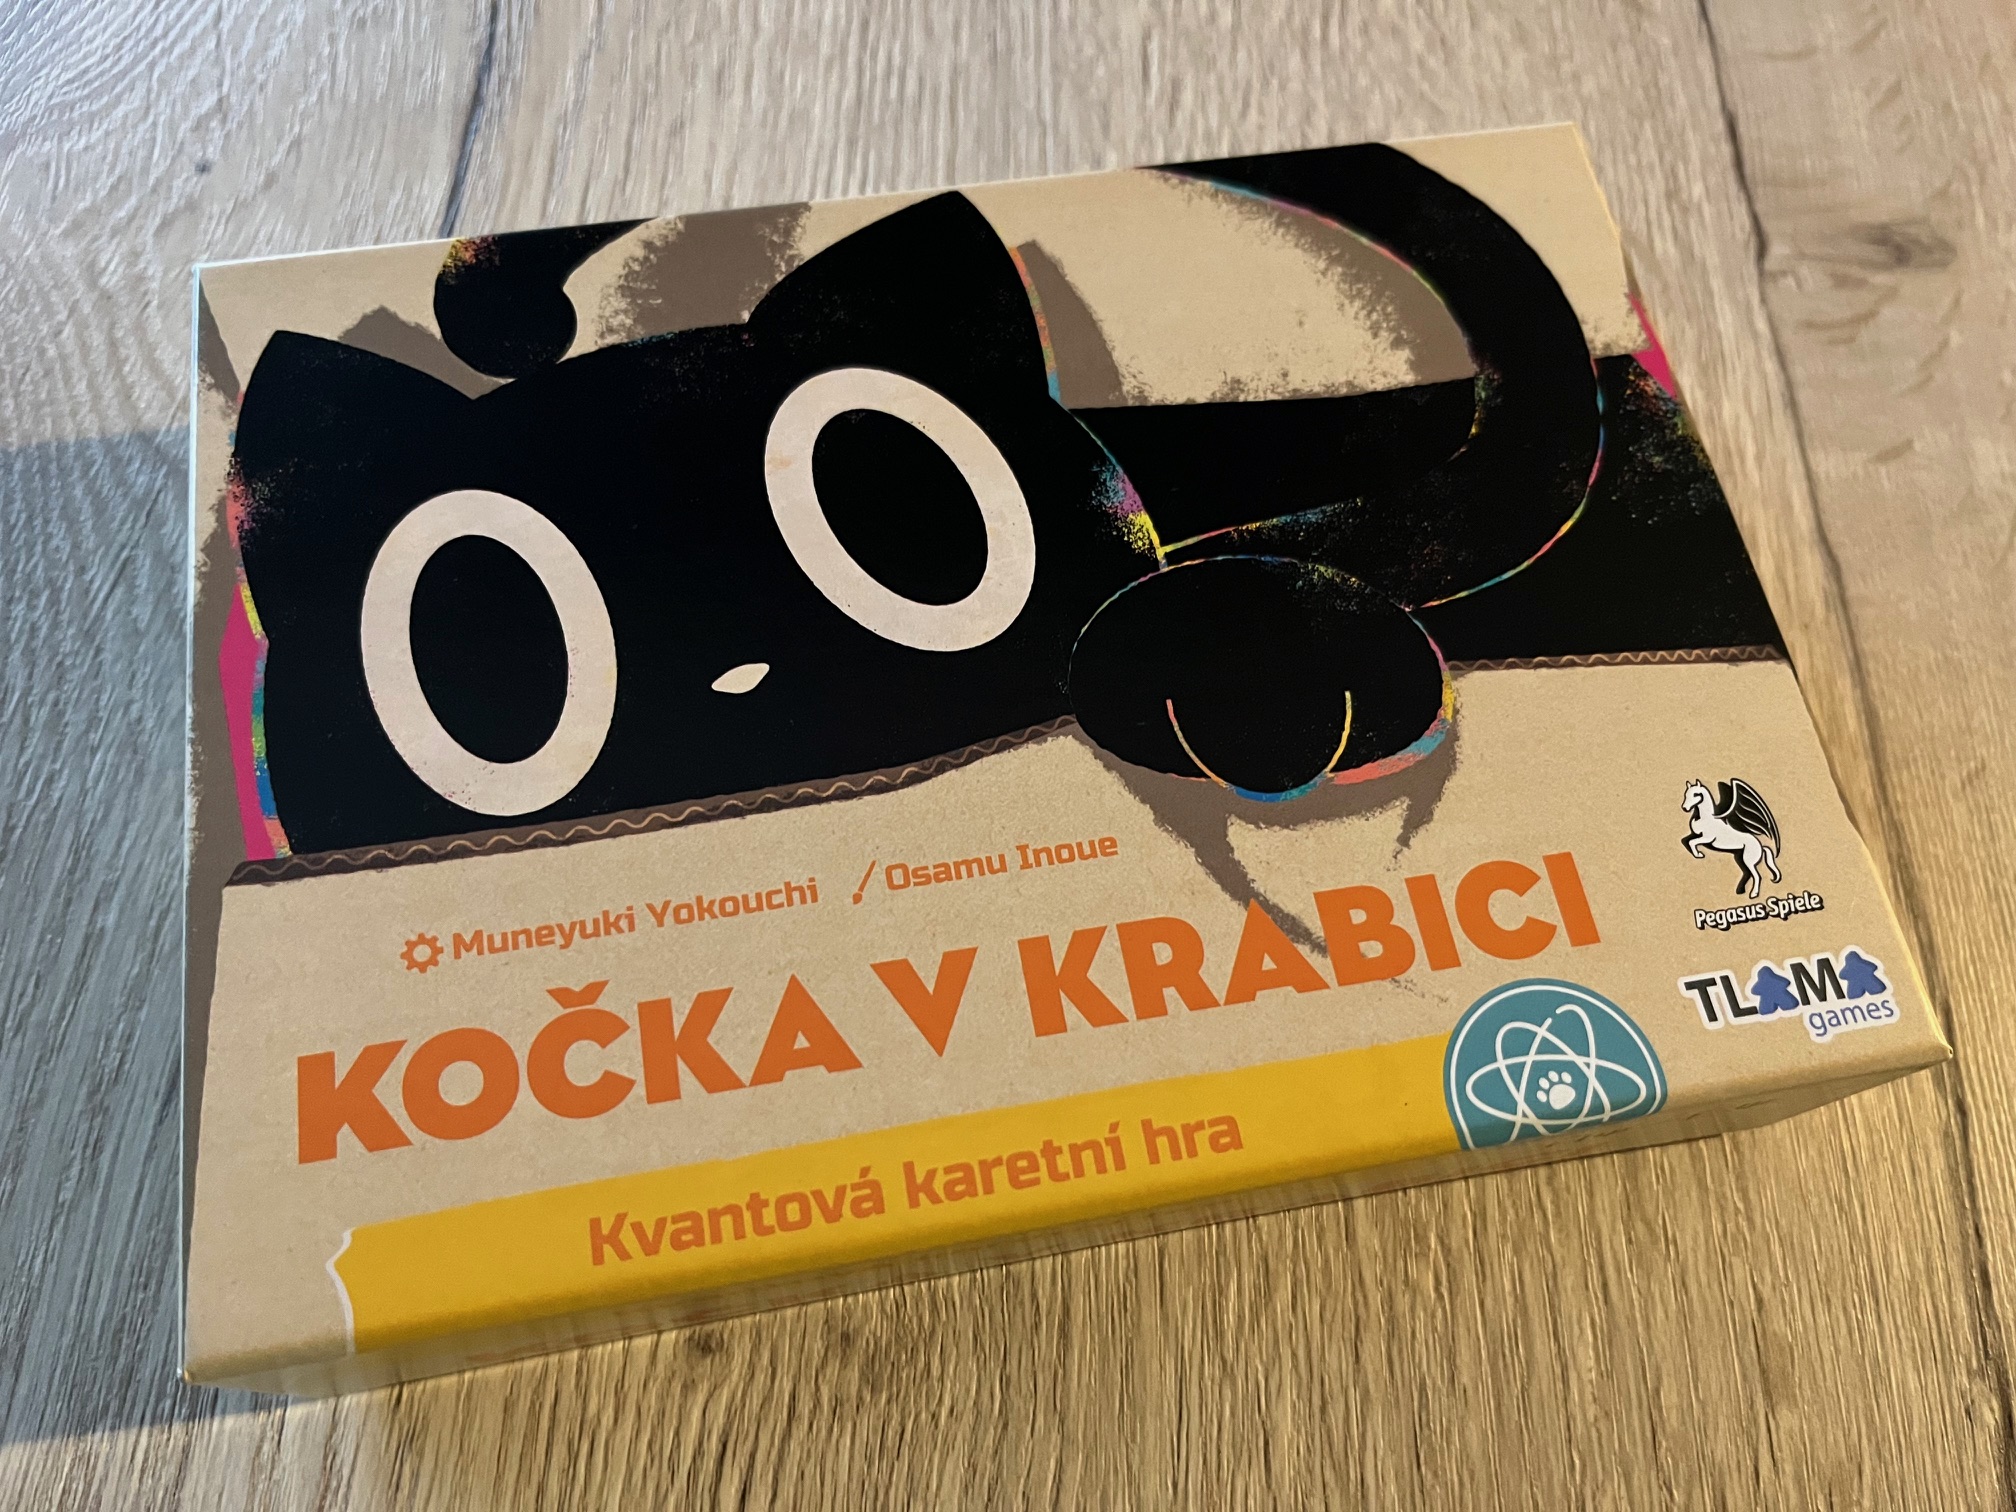 Muneyuki Yokouchi Osamu Inoue
KOČKA V KRABICI
Kvantová karetní hra
Pegasus Spiele
TLAMA
games